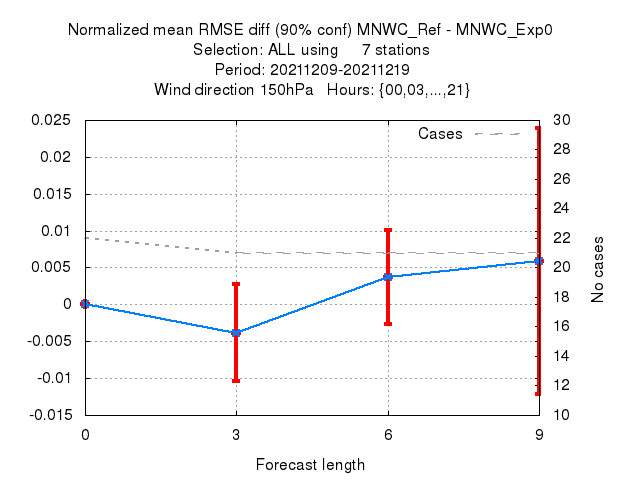 Normalized mean RMSE diff (90% conf) MNWC_Ref - MNWC_Exp0
Selection: ALL using 7 stations
Period: 20211209-20211219
Wind direction 150hPa Hours: {00,03,...,21}
Cases
0.025
0.02
0.015
0.01
0.005
0
-0.005
-0.01
-0.015
30
28
26
24
22
20
18
16
14
12
10
No cases
0 3 6 9
Forecast length